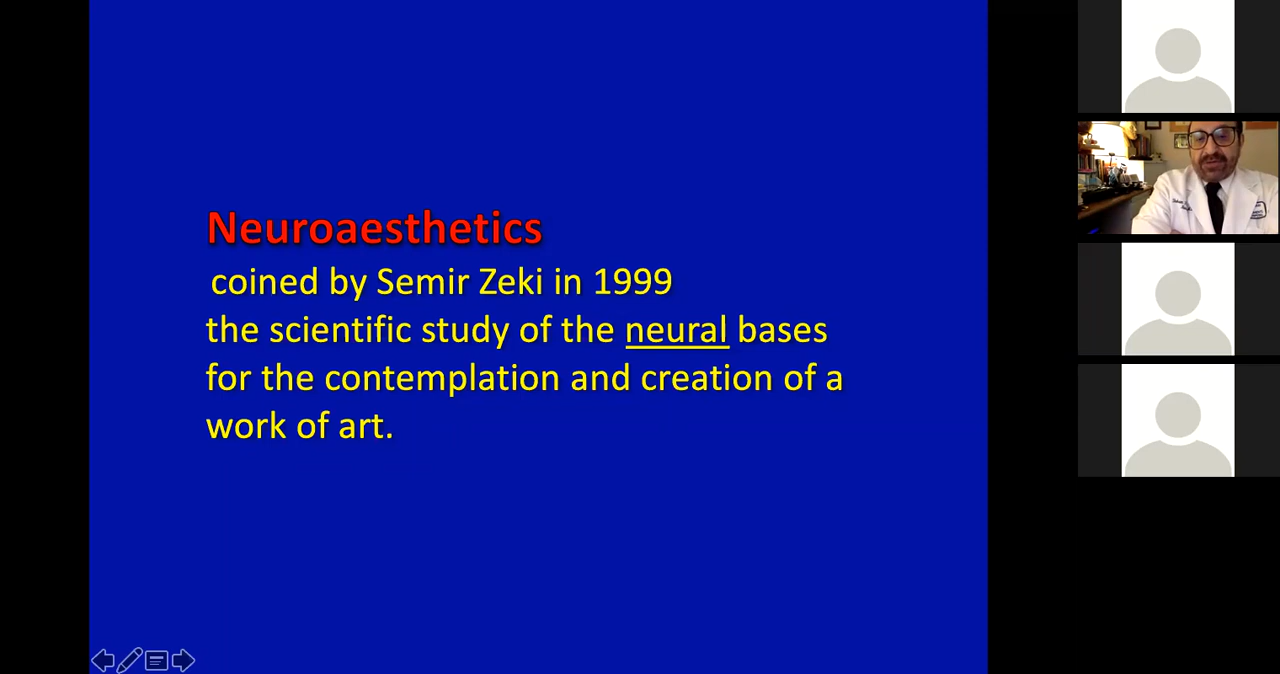 Neuroaesthetics
coined by Semir Zeki in 1999
the scientific study of the neural bases
for the contemplation and creation of a
work of art.